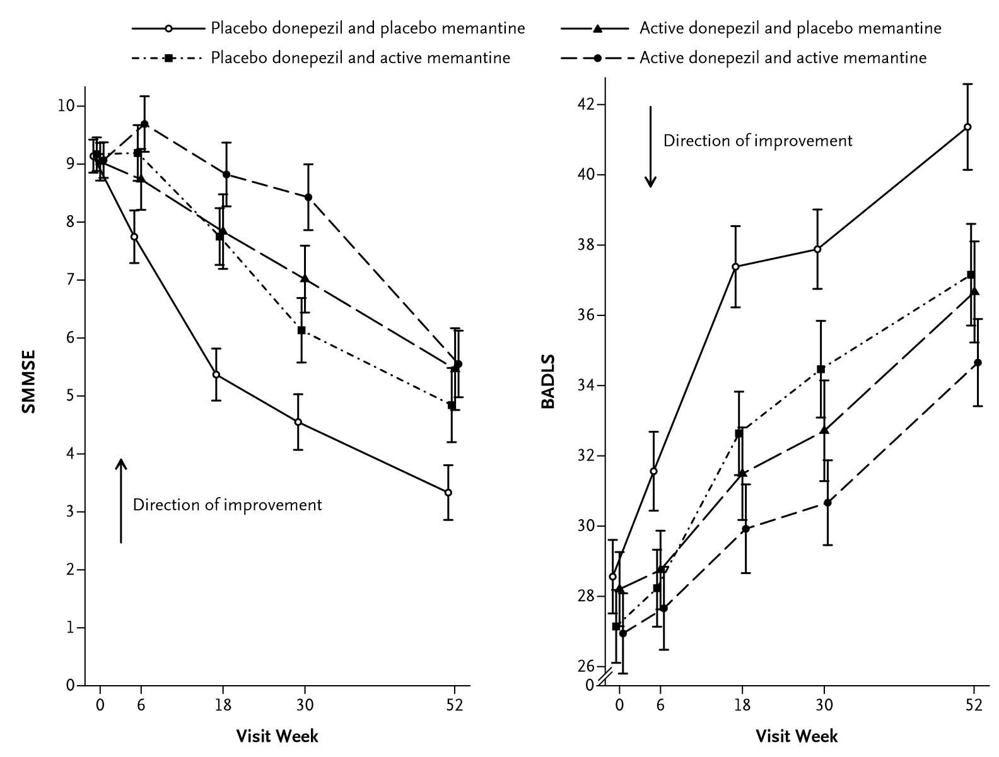 Placebo donepezil and placebo memantine
Active donepezil and placebo memantine
Placebo donepezil and active memantine
Active donepezil and active memantine
SMMSE
10
9
8
7
6
5
4
3
2
1
0
Direction of improvement
0 6 18 30 52
Visit Week
BADLS
42
40
38
36
34
32
30
28
26
0
Direction of improvement
0 6 18 30 52
Visit Week